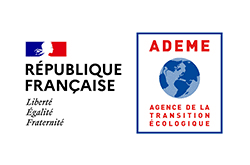 RÉPUBLIQUE
FRANÇAISE
Liberté
Égalité
Fraternité
ADEME
AGENCE DE LA
TRANSITION
ÉCOLOGIQUE